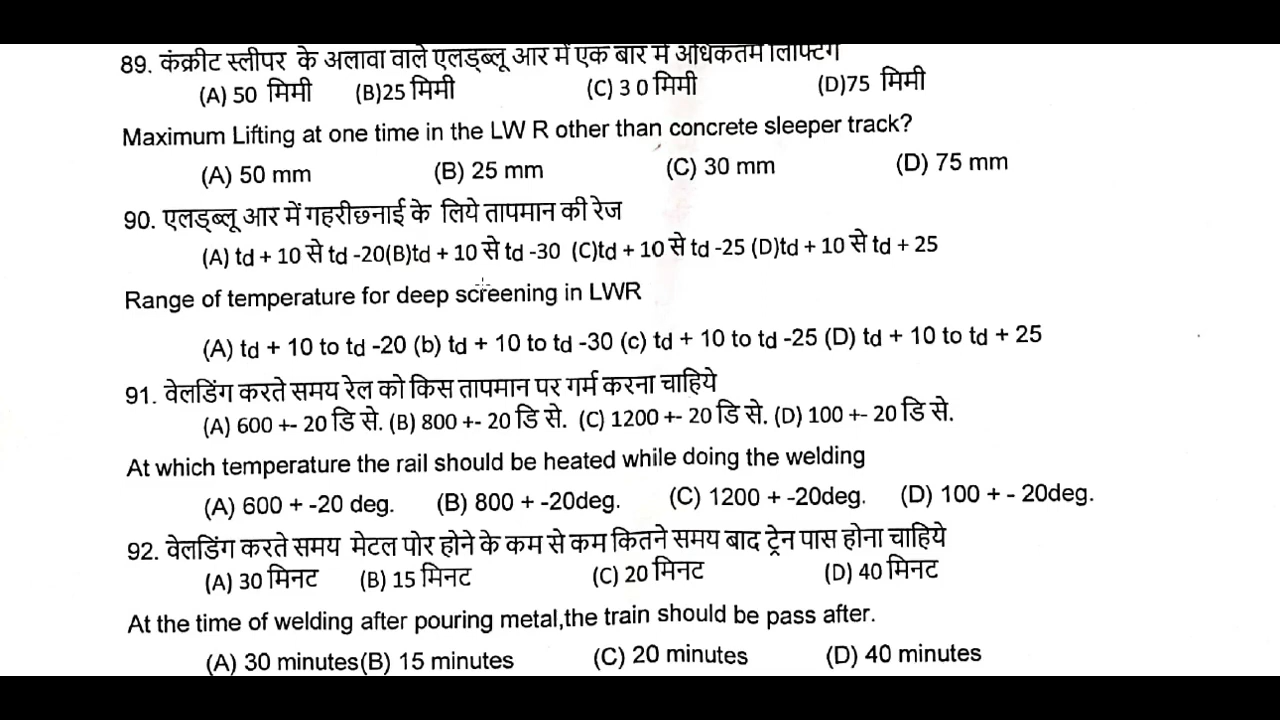 89. कंक्रीट स्लीपर के अलावा वाले एलड्ब्लू आर में एक बार मे अधिकतम लिफ्टिंग
(A) 50 मिमी (B)25 मिमी (C) 3 0 मिमी (D)75 मिमी
Maximum Lifting at one time in the LW R other than concrete sleeper track?
(A) 50 mm (B) 25 mm (C) 30 mm (D) 75 mm
90. एलड्ब्लू आर में गहरीछनाई के लिये तापमान की रेज
(A) td + 10 से td -20(B)td + 10 से td -30 (C)td + 10 से td -25 (D)td + 10 से td + 25
Range of temperature for deep screening in LWR
(A) td + 10 to td -20 (b) td + 10 to td -30 (c) td + 10 to td -25 (D) td + 10 to td + 25
91. वेलडिंग करते समय रेल को किस तापमान पर गर्म करना चाहिये
(A) 600 +- 20 डि से. (B) 800 +- 20 डि से. (C) 1200 +- 20 डि से. (D) 100 +- 20 डि से.
At which temperature the rail should be heated while doing the welding
(A) 600 + -20 deg. (B) 800 + -20deg. (C) 1200 + -20deg. (D) 100 + - 20deg.
92. वेलडिंग करते समय मेटल पोर होने के कम से कम कितने समय बाद ट्रेन पास होना चाहिये
(A) 30 मिनट (B) 15 मिनट (C) 20 मिनट (D) 40 मिनट
At the time of welding after pouring metal,the train should be pass after.
(A) 30 minutes(B) 15 minutes (C) 20 minutes (D) 40 minutes